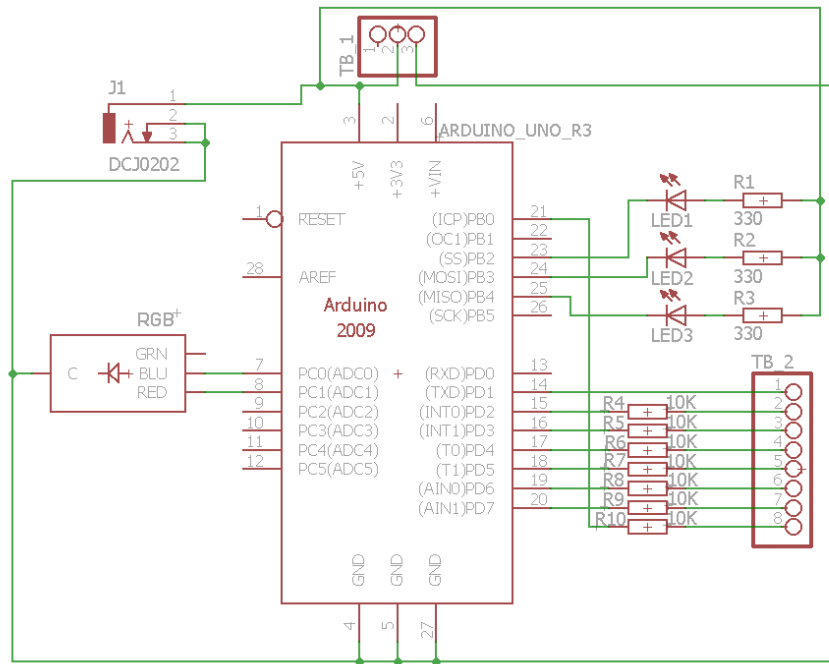 TB_1
1
2
3
J1
1
2
3
DCJ0202
3
2
6
ARDUINO_UNO_R3
+5V
+3V3
+VIN
1
RESET
28
AREF
Arduino
2009
(ICP)PB0
21
(OC1)PB1
22
(SS)PB2
23
(MOSI)PB3
24
(MISO)PB4
25
(SCK)PB5
26
LED1
R1
330
LED2
R2
330
LED3
R3
330
RGB
C
GRN
BLU
RED
7
PC0(ADC0)
8
PC1(ADC1)
9
PC2(ADC2)
10
PC3(ADC3)
11
PC4(ADC4)
12
PC5(ADC5)
(RXD)PD0
13
(TXD)PD1
14
(INT0)PD2
15
(INT1)PD3
16
(T0)PD4
17
(T1)PD5
18
(AIN0)PD6
19
(AIN1)PD7
20
R4
10K
R5
10K
R6
10K
R7
10K
R8
10K
R9
10K
R10
10K
TB_2
1
2
3
4
5
6
7
8
GND
GND
GND
4
5
27